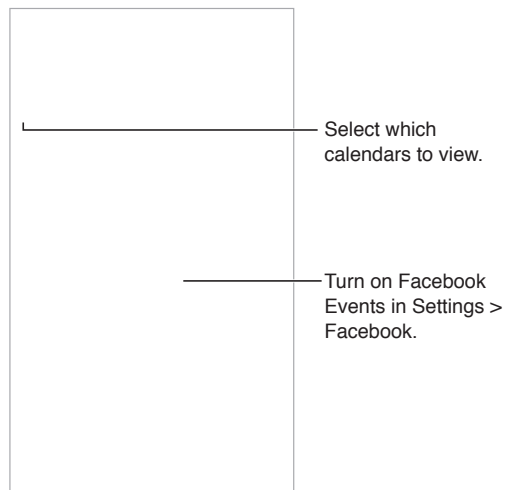 Select which
calendars to view.
Turn on Facebook
Events in Settings >
Facebook.